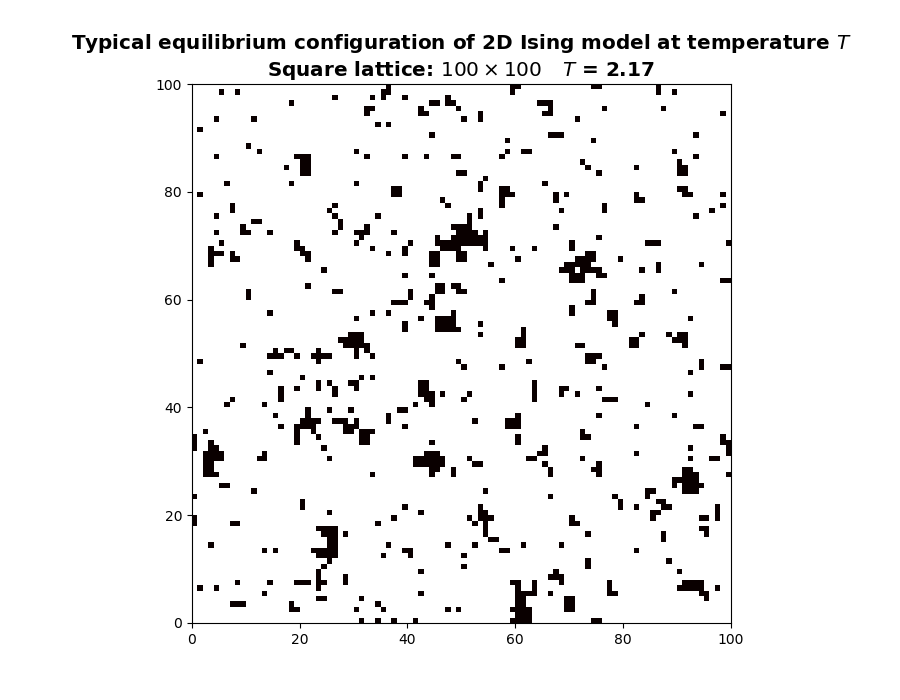 Typical equilibrium configuration of 2D Ising model at temperature T
Square lattice: 100 × 100 T = 2.17
100
80
60
40
20
0
0 20 40 60 80 100